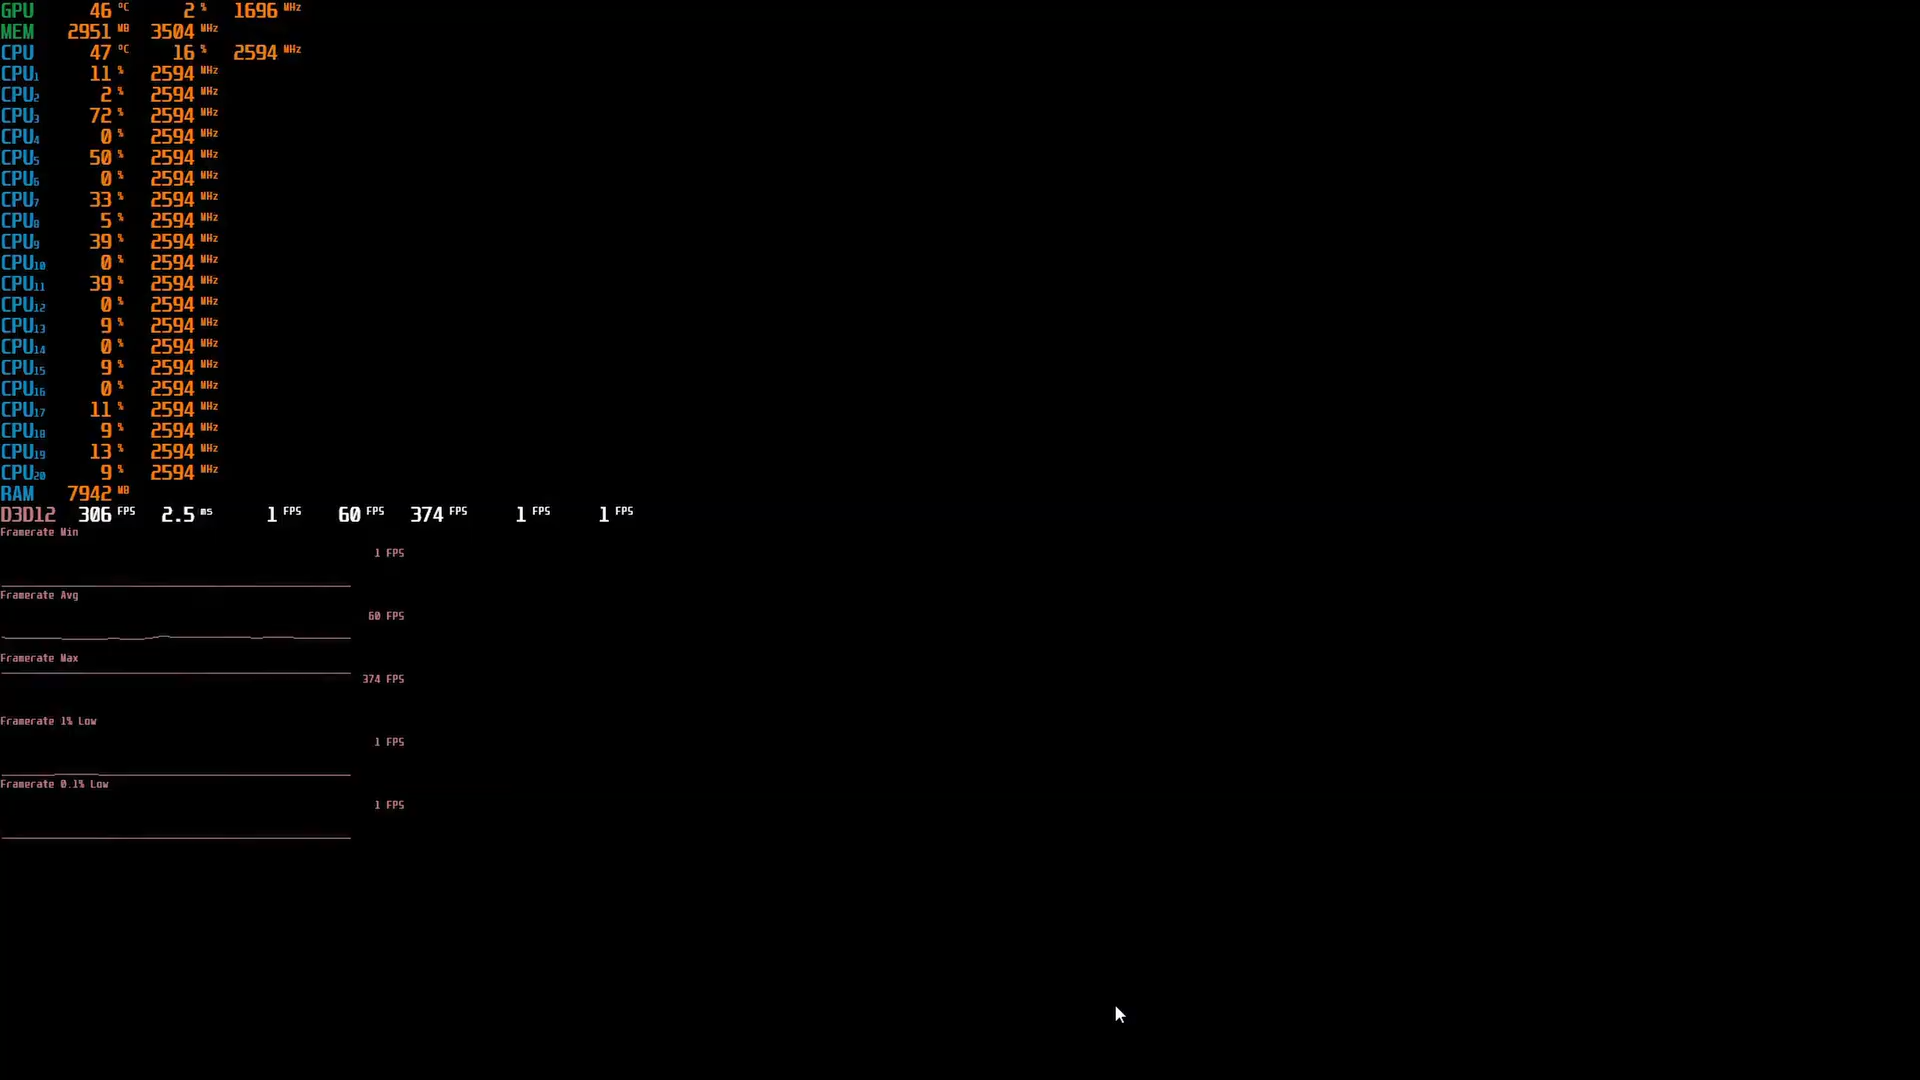 GPU 46 °C 2 % 1696 MHz
MEM 2951 MB 3504 MHz
CPU 47 °C 16 % 2594 MHz
CPU1 11 % 2594 MHz
CPU2 2 % 2594 MHz
CPU3 72 % 2594 MHz
CPU4 0 % 2594 MHz
CPU5 50 % 2594 MHz
CPU6 0 % 2594 MHz
CPU7 33 % 2594 MHz
CPU8 5 % 2594 MHz
CPU9 39 % 2594 MHz
CPU10 0 % 2594 MHz
CPU11 39 % 2594 MHz
CPU12 0 % 2594 MHz
CPU13 9 % 2594 MHz
CPU14 0 % 2594 MHz
CPU15 9 % 2594 MHz
CPU16 0 % 2594 MHz
CPU17 11 % 2594 MHz
CPU18 9 % 2594 MHz
CPU19 13 % 2594 MHz
CPU20 9 % 2594 MHz
RAM 7942 MB
D3D12 306 FPS 2.5 ms 1 FPS 60 FPS 374 FPS 1 FPS 1 FPS
Framerate Min
1 FPS
Framerate Avg
60 FPS
Framerate Max
374 FPS
Framerate 1% Low
1 FPS
Framerate 0.1% Low
1 FPS